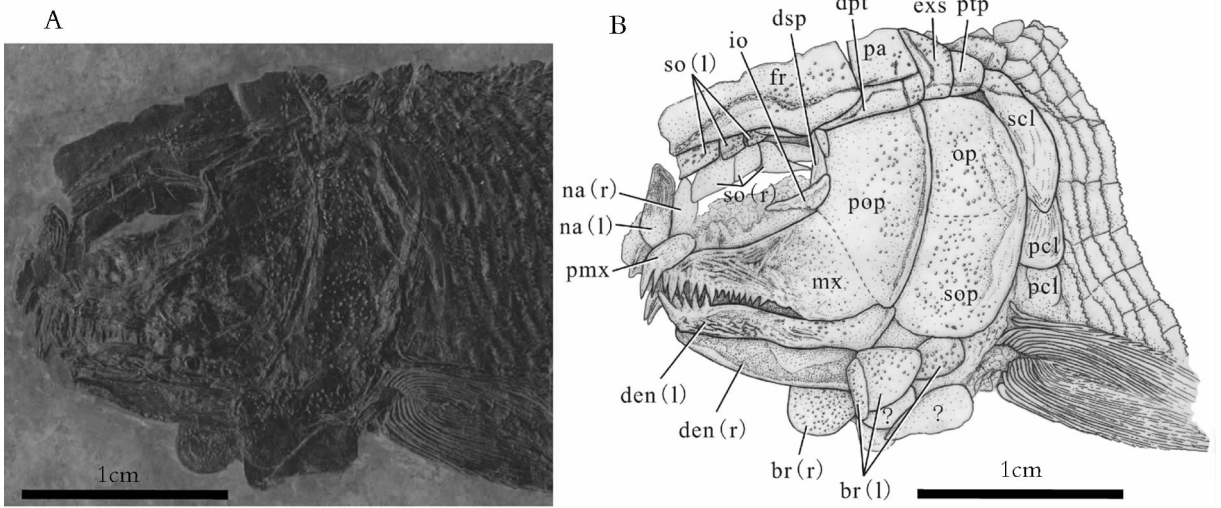 A
B
dpt
exs
ptp
dsp
io
so(l)
pa
fr
scl
op
so(r)
na(r)
pop
na(l)
pcl
pmx
mx
sop
pcl
den(l)
?
?
den(r)
br(r)
br(l)
1cm
1cm